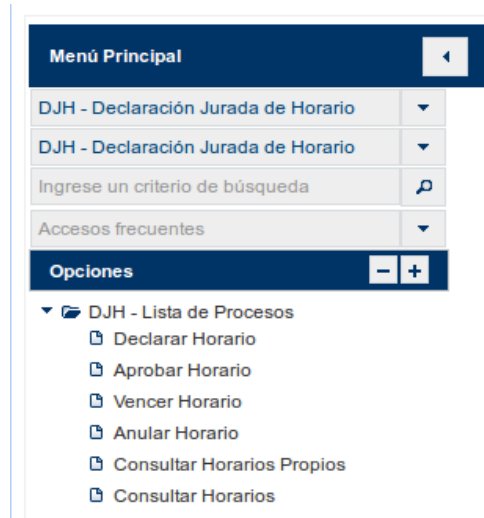 Menú Principal
DJH - Declaración Jurada de Horario
DJH - Declaración Jurada de Horario
Ingrese un criterio de búsqueda
Accesos frecuentes
Opciones
DJH - Lista de Procesos
Declarar Horario
Aprobar Horario
Vencer Horario
Anular Horario
Consultar Horarios Propios
Consultar Horarios